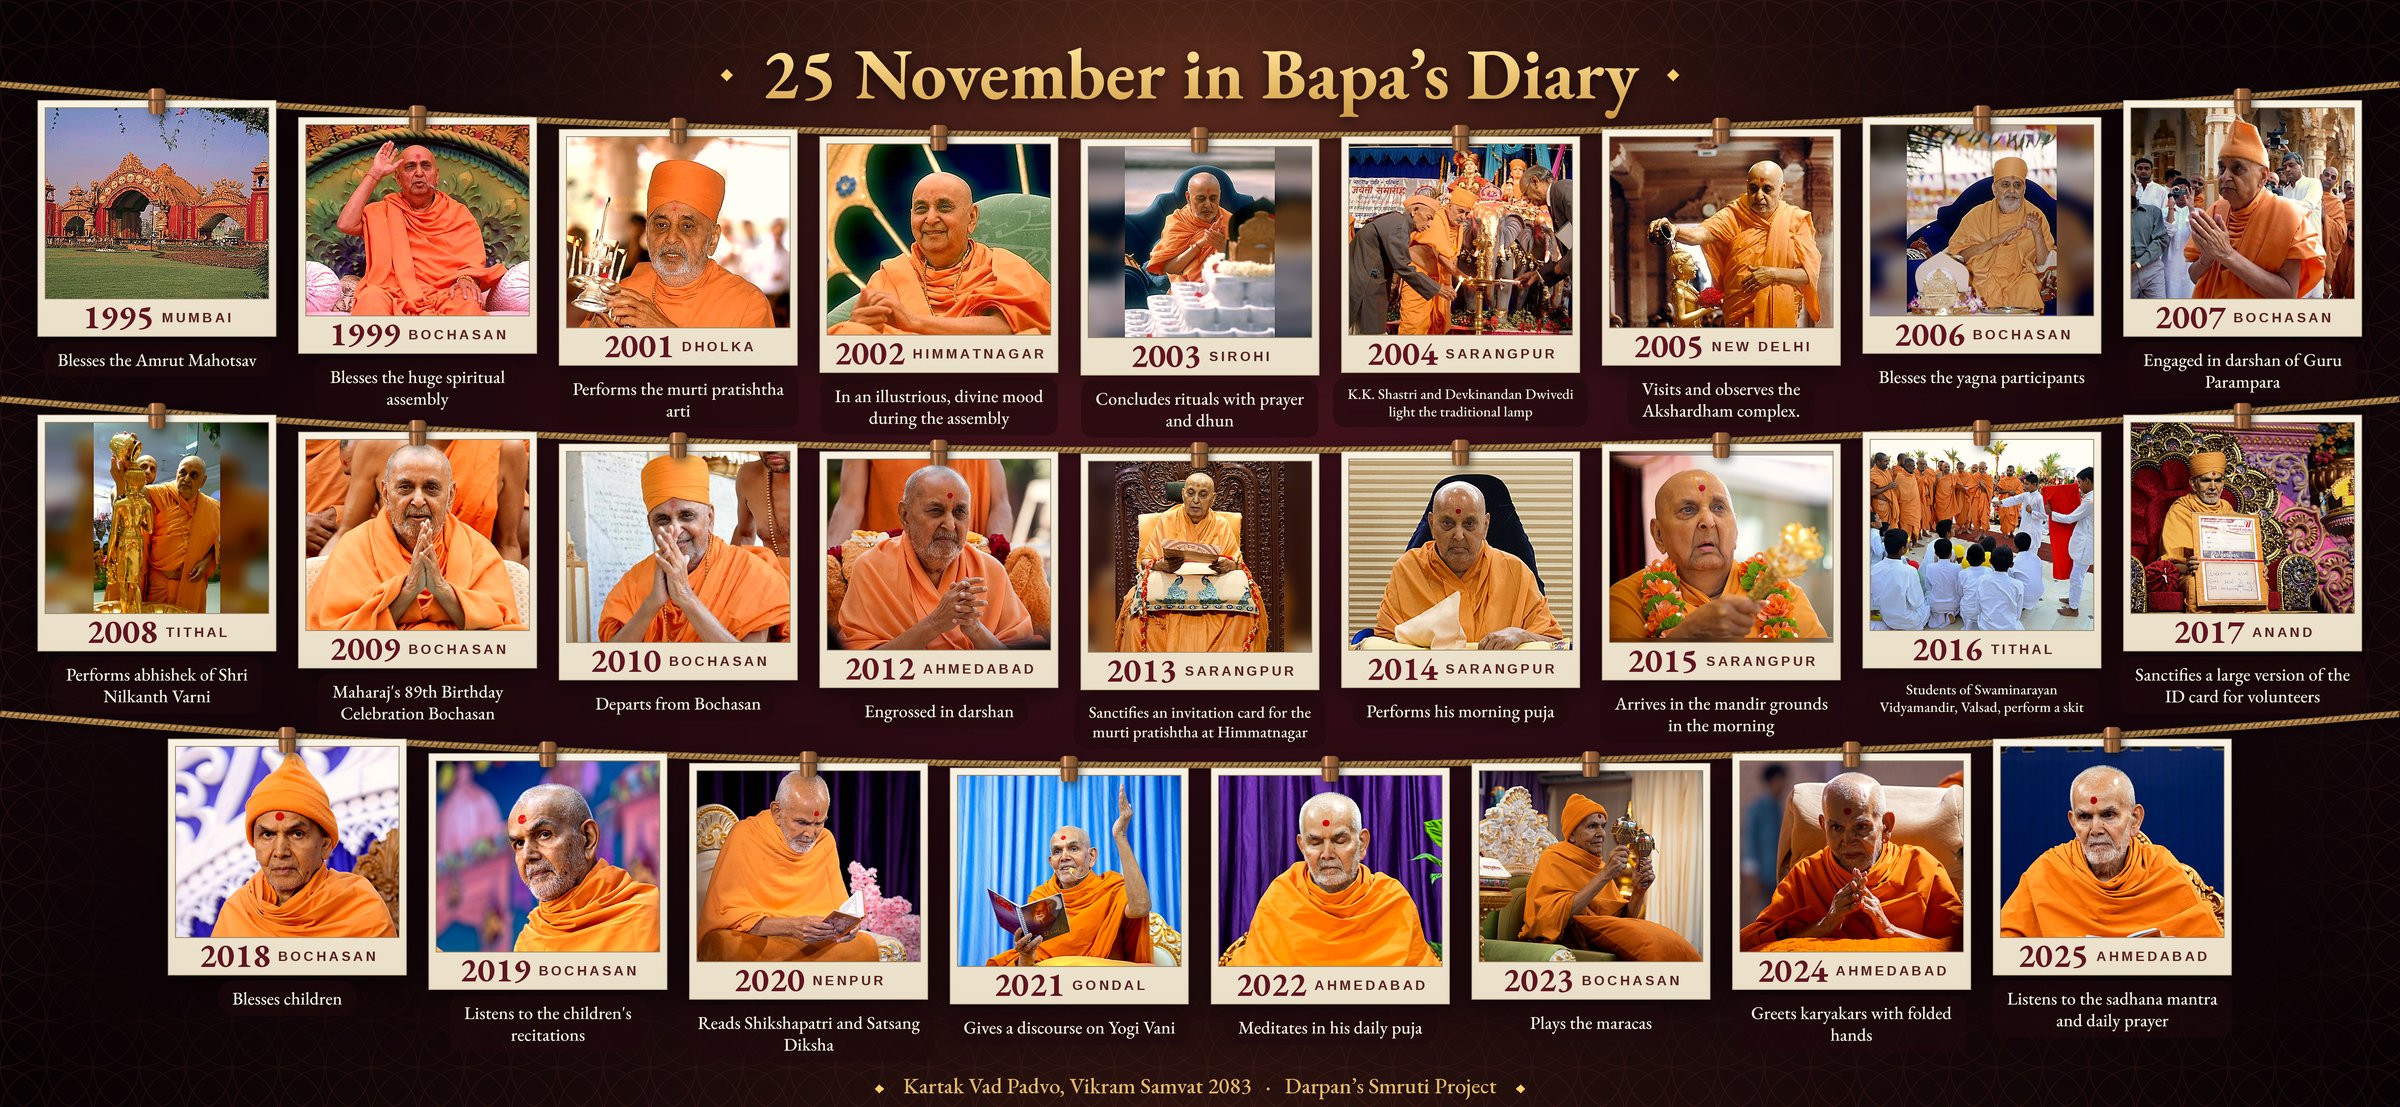 25 November in Bapa's Diary
1995 MUMBAI
Blesses the Amrut Mahotsav
1999 BOCHASAN
Blesses the huge spiritual
assembly
2001 DHOLKA
Performs the murti pratishtha
arti
2002 HIMMATNAGAR
In an illustrious, divine mood
during the assembly
2003 SIROHI
Concludes rituals with prayer
and dhun
जयंती समारोह
2004 SARANGPUR
K.K. Shastri and Devkinandan Dwivedi
light the traditional lamp
2005 NEW DELHI
Visits and observes the
Akshardham complex.
2006 BOCHASAN
Blesses the yagna participants
2007 BOCHASAN
Engaged in darshan of Guru
Parampara
2008 TITHAL
Performs abhishek of Shri
Nilkanth Varni
2009 BOCHASAN
Maharaj's 89th Birthday
Celebration Bochasan
2010 BOCHASAN
Departs from Bochasan
2012 AHMEDABAD
Engrossed in darshan
2013 SARANGPUR
Sanctifies an invitation card for the
murti pratishtha at Himmatnagar
2014 SARANGPUR
Performs his morning puja
2015 SARANGPUR
Arrives in the mandir grounds
in the morning
2016 TITHAL
Students of Swaminarayan
Vidyamandir, Valsad, perform a skit
2017 ANAND
Sanctifies a large version of the
ID card for volunteers
2018 BOCHASAN
Blesses children
2019 BOCHASAN
Listens to the children's
recitations
2020 NENPUR
Reads Shikshapatri and Satsang
Diksha
2021 GONDAL
Gives a discourse on Yogi Vani
2022 AHMEDABAD
Meditates in his daily puja
2023 BOCHASAN
Plays the maracas
2024 AHMEDABAD
Greets karyakars with folded
hands
2025 AHMEDABAD
Listens to the sadhana mantra
and daily prayer
Kartak Vad Padvo, Vikram Samvat 2083 · Darpan's Smruti Project